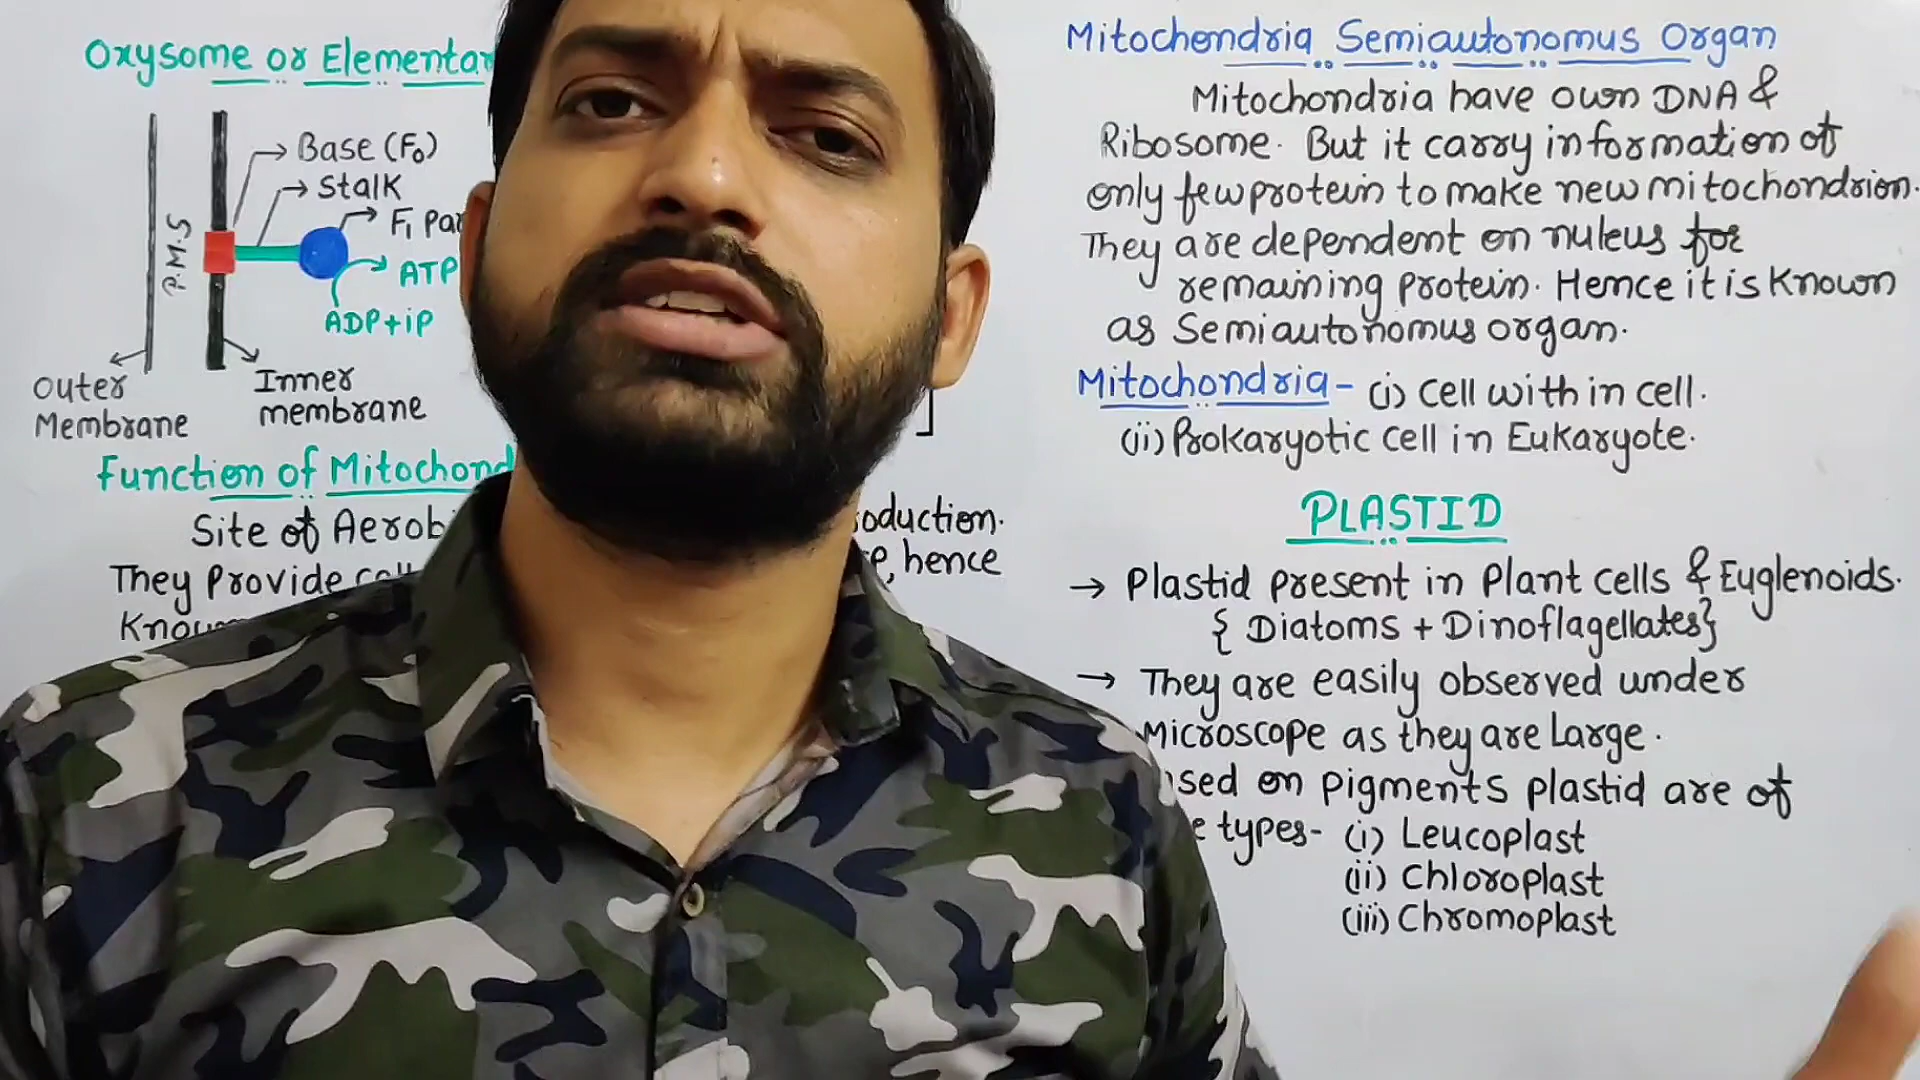 Oxysome or Elementar
Base (F₀)
Stalk
F₁ Pa
P.M.S
ATP
ADP+iP
Outer
Membrane
Inner
membrane
Function of Mitochond
Site of Aerob oduction.
They Provide hence
Mitochondria Semiautonomus Organ
Mitochondria have own DNA &
Ribosome. But it carry information of
only few protein to make new mitochondrion.
They are dependent on nuleus for
remaining protein. Hence it is known
as Semiautonomus organ.
Mitochondria- (i) Cell with in cell.
(ii) Prokaryotic cell in Eukaryote.
PLASTID
→ Plastid present in Plant cells & Euglenoids.
{ Diatoms + Dinoflagellates}
→ They are easily observed under
Microscope as they are Large.
sed on pigments plastid are of
e types- (i) Leucoplast
(ii) Chloroplast
(iii) Chromoplast